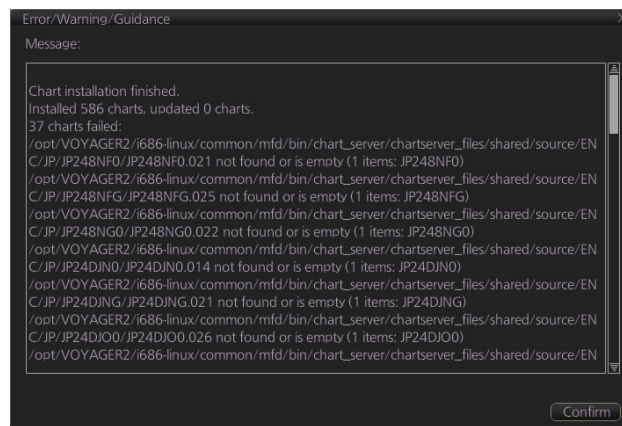 Error/Warning/Guidance
Message:
Chart installation finished.
Installed 586 charts, updated 0 charts.
37 charts failed:
/opt/VOYAGER2/i686-linux/common/mfd/bin/chart_server/chartserver_files/shared/source/EN
C/JP/JP248NF0/JP248NF0.021 not found or is empty (1 items: JP248NF0)
/opt/VOYAGER2/i686-linux/common/mfd/bin/chart_server/chartserver_files/shared/source/EN
C/JP/JP248NFG/JP248NFG.025 not found or is empty (1 items: JP248NFG)
/opt/VOYAGER2/i686-linux/common/mfd/bin/chart_server/chartserver_files/shared/source/EN
C/JP/JP248NG0/JP248NG0.022 not found or is empty (1 items: JP248NG0)
/opt/VOYAGER2/i686-linux/common/mfd/bin/chart_server/chartserver_files/shared/source/EN
C/JP/JP24DJN0/JP24DJN0.014 not found or is empty (1 items: JP24DJN0)
/opt/VOYAGER2/i686-linux/common/mfd/bin/chart_server/chartserver_files/shared/source/EN
C/JP/JP24DJNG/JP24DJNG.021 not found or is empty (1 items: JP24DJNG)
/opt/VOYAGER2/i686-linux/common/mfd/bin/chart_server/chartserver_files/shared/source/EN
C/JP/JP24DJO0/JP24DJO0.026 not found or is empty (1 items: JP24DJO0)
/opt/VOYAGER2/i686-linux/common/mfd/bin/chart_server/chartserver_files/shared/source/EN
Confirm